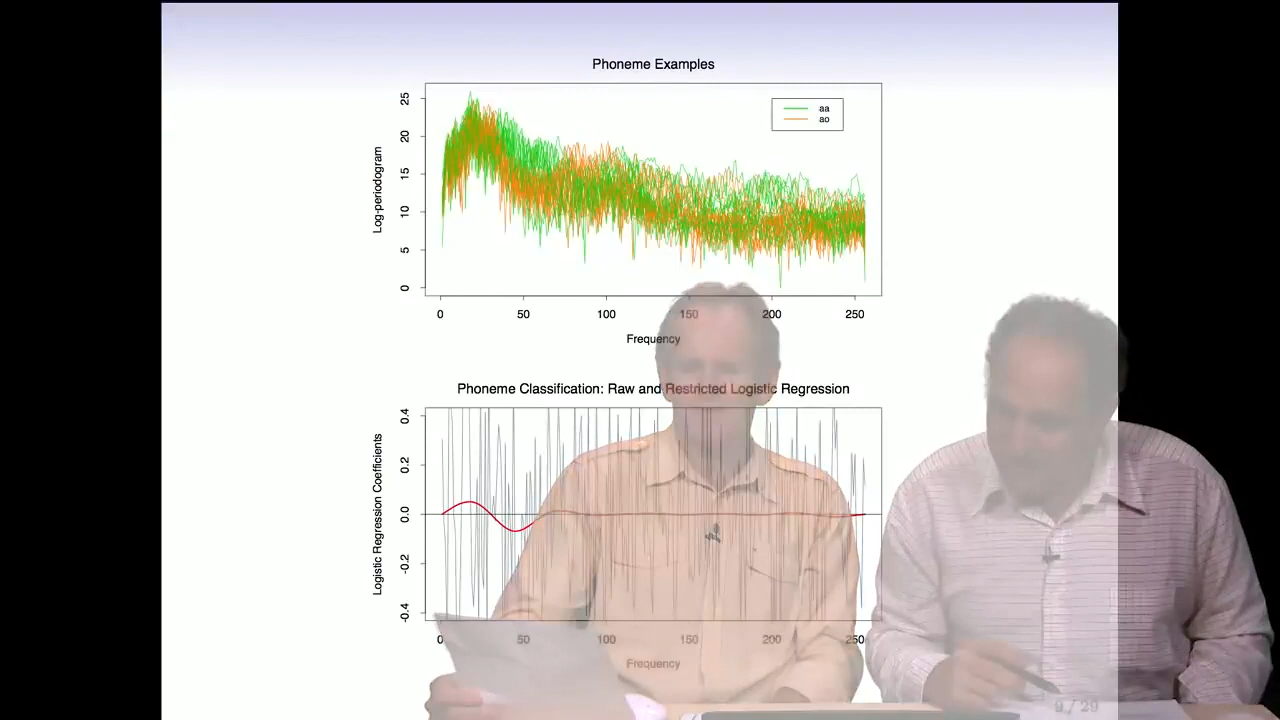 Phoneme Examples
25
20
15
10
5
0
Log-periodogram
aa
ao
0 50 100 150 200 250
Frequency
Phoneme Classification: Raw and Restricted Logistic Regression
0.4
0.2
0.0
-0.2
-0.4
Logistic Regression Coefficients
0 50 100 150 200 250
Frequency
9 / 29